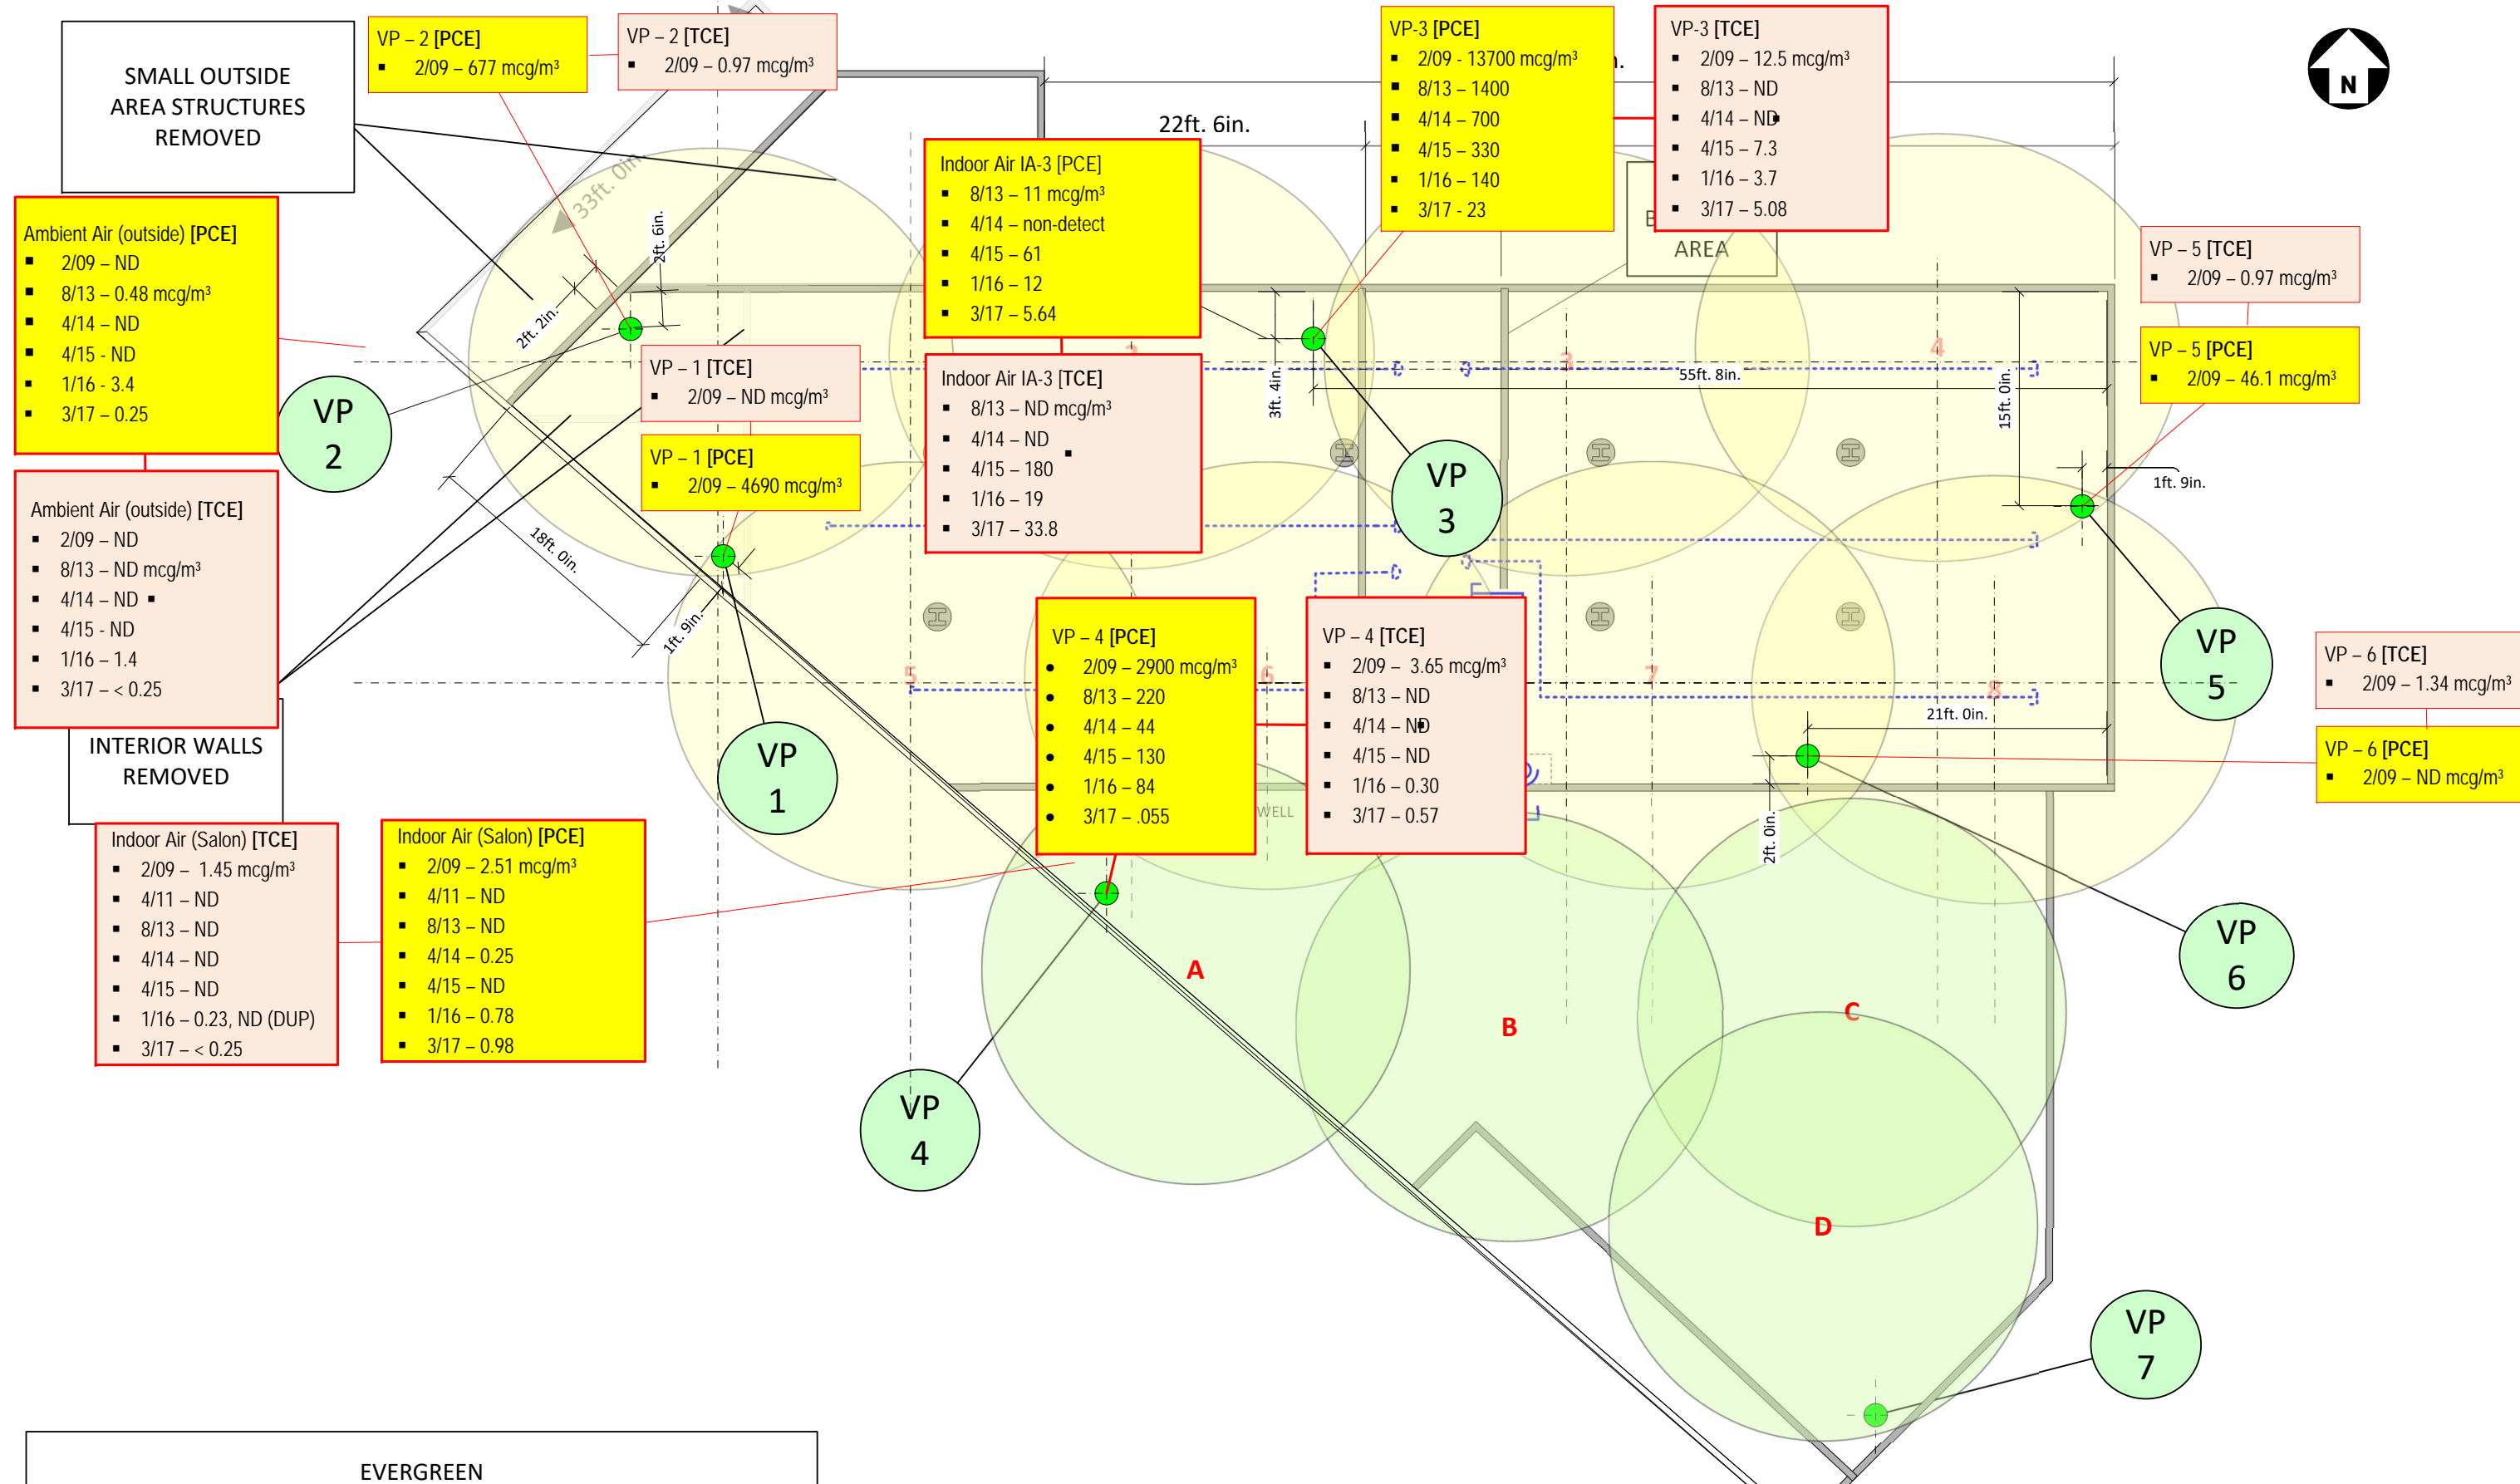 SMALL OUTSIDE
AREA STRUCTURES
REMOVED
VP – 2 [PCE]
▪ 2/09 – 677 mcg/m³
VP – 2 [TCE]
▪ 2/09 – 0.97 mcg/m³
VP-3 [PCE]
▪ 2/09 - 13700 mcg/m³
▪ 8/13 – 1400
▪ 4/14 – 700
▪ 4/15 – 330
▪ 1/16 – 140
▪ 3/17 - 23
VP-3 [TCE]
▪ 2/09 – 12.5 mcg/m³
▪ 8/13 – ND
▪ 4/14 – ND
▪ 4/15 – 7.3
▪ 1/16 – 3.7
▪ 3/17 – 5.08
N
22ft. 6in.
33ft. 0in.
2ft. 6in.
2ft. 2in.
AREA
Indoor Air IA-3 [PCE]
▪ 8/13 – 11 mcg/m³
▪ 4/14 – non-detect
▪ 4/15 – 61
▪ 1/16 – 12
▪ 3/17 – 5.64
Ambient Air (outside) [PCE]
▪ 2/09 – ND
▪ 8/13 – 0.48 mcg/m³
▪ 4/14 – ND
▪ 4/15 - ND
▪ 1/16 - 3.4
▪ 3/17 – 0.25
VP – 5 [TCE]
▪ 2/09 – 0.97 mcg/m³
VP – 5 [PCE]
▪ 2/09 – 46.1 mcg/m³
VP
2
VP – 1 [TCE]
▪ 2/09 – ND mcg/m³
VP – 1 [PCE]
▪ 2/09 – 4690 mcg/m³
Indoor Air IA-3 [TCE]
▪ 8/13 – ND mcg/m³
▪ 4/14 – ND
▪ 4/15 – 180
▪ 1/16 – 19
▪ 3/17 – 33.8
3ft. 4in.
3
4
55ft. 8in.
15ft. 0in.
1ft. 9in.
VP
3
Ambient Air (outside) [TCE]
▪ 2/09 – ND
▪ 8/13 – ND mcg/m³
▪ 4/14 – ND
▪ 4/15 - ND
▪ 1/16 – 1.4
▪ 3/17 – < 0.25
18ft. 0in.
1ft. 9in.
VP – 4 [PCE]
● 2/09 – 2900 mcg/m³
● 8/13 – 220
● 4/14 – 44
● 4/15 – 130
● 1/16 – 84
● 3/17 – .055
VP – 4 [TCE]
▪ 2/09 – 3.65 mcg/m³
▪ 8/13 – ND
▪ 4/14 – ND
▪ 4/15 – ND
▪ 1/16 – 0.30
▪ 3/17 – 0.57
5
6
7
8
21ft. 0in.
2ft. 0in.
VP
5
VP – 6 [TCE]
▪ 2/09 – 1.34 mcg/m³
VP – 6 [PCE]
▪ 2/09 – ND mcg/m³
INTERIOR WALLS
REMOVED
VP
1
WELL
Indoor Air (Salon) [TCE]
▪ 2/09 – 1.45 mcg/m³
▪ 4/11 – ND
▪ 8/13 – ND
▪ 4/14 – ND
▪ 4/15 – ND
▪ 1/16 – 0.23, ND (DUP)
▪ 3/17 – < 0.25
Indoor Air (Salon) [PCE]
▪ 2/09 – 2.51 mcg/m³
▪ 4/11 – ND
▪ 8/13 – ND
▪ 4/14 – 0.25
▪ 4/15 – ND
▪ 1/16 – 0.78
▪ 3/17 – 0.98
A
B
C
D
VP
6
VP
4
VP
7
EVERGREEN